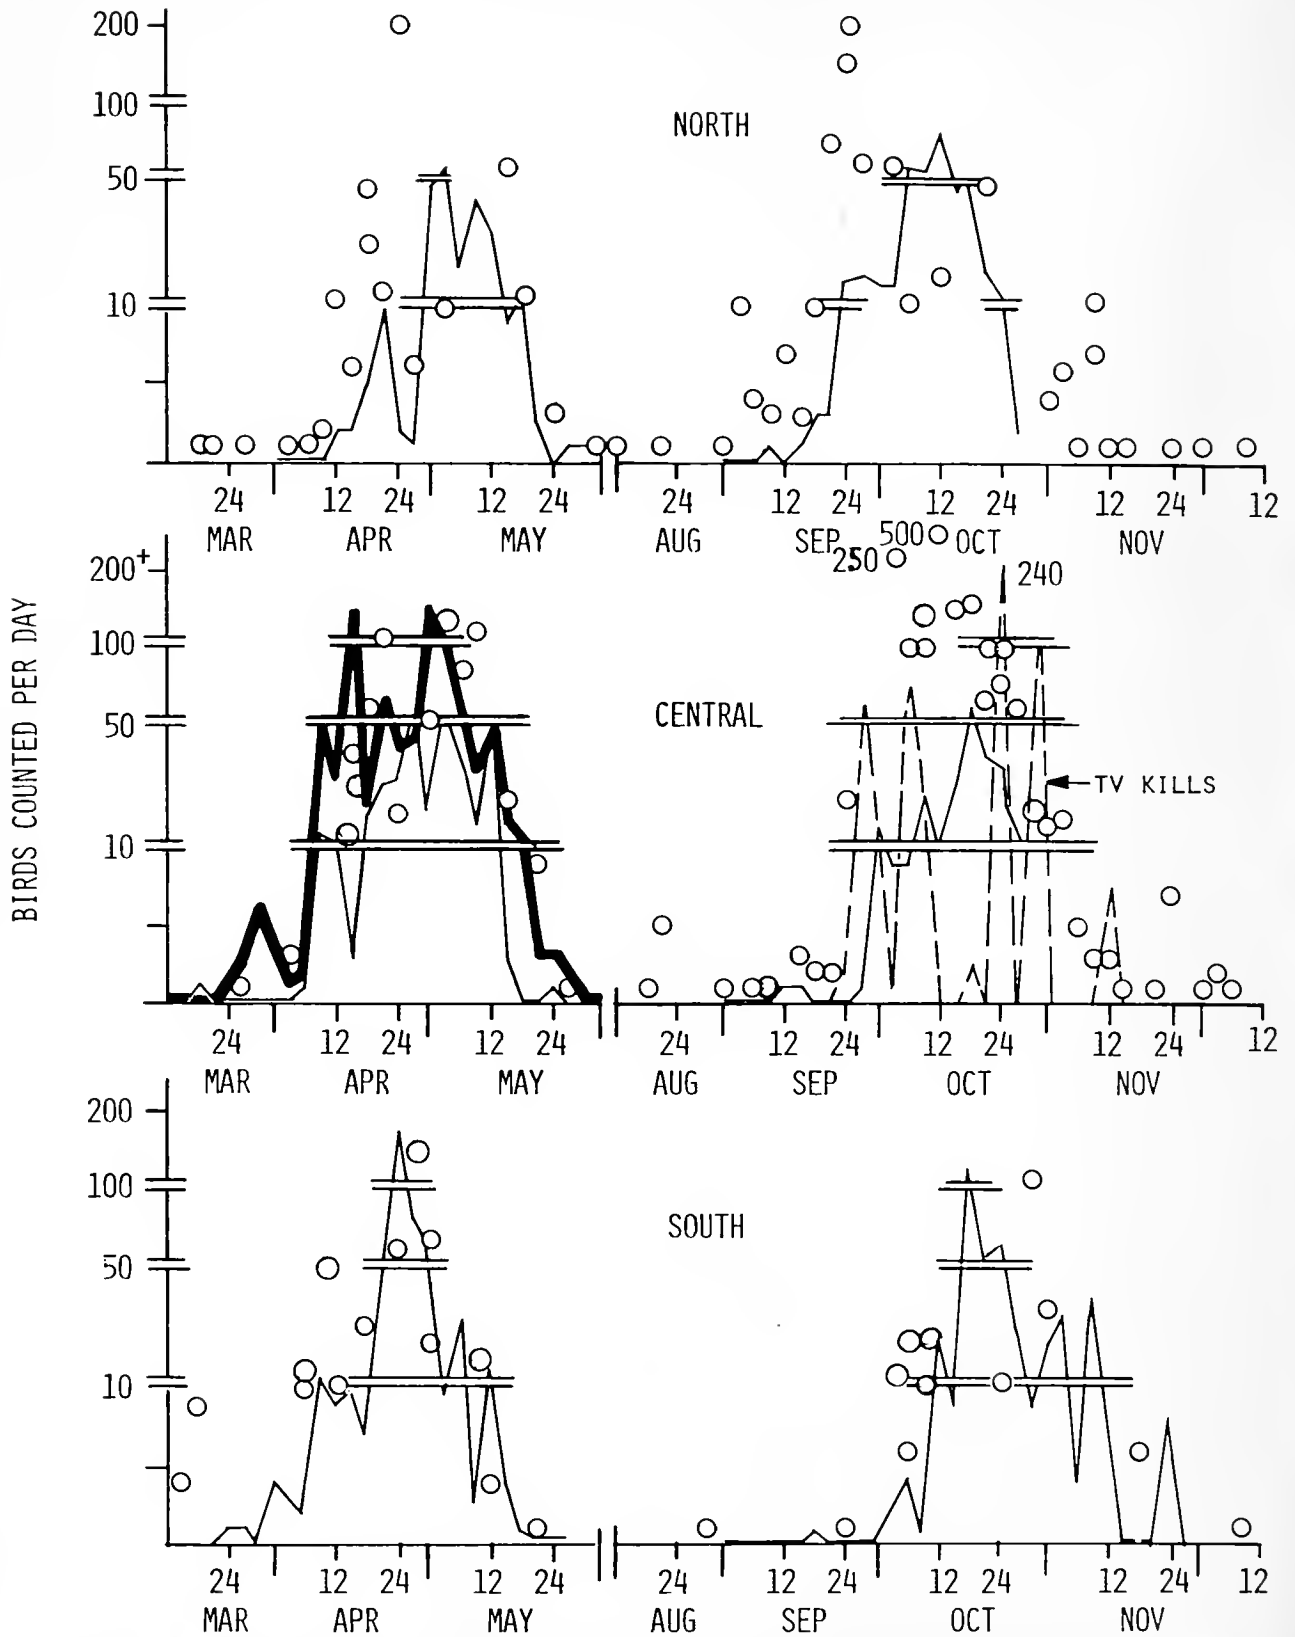 200
100
NORTH
50
10
24 12 24 12 24 24 12 24 12 24 12 24 12
MAR APR MAY AUG SEP OCT NOV
BIRDS COUNTED PER DAY
500
250
200+
240
100
CENTRAL
50
TV KILLS
10
24 12 24 12 24 24 12 24 12 24 12 24 12
MAR APR MAY AUG SEP OCT NOV
200
100
SOUTH
50
10
24 12 24 12 24 24 12 24 12 24 12 24 12
MAR APR MAY AUG SEP OCT NOV